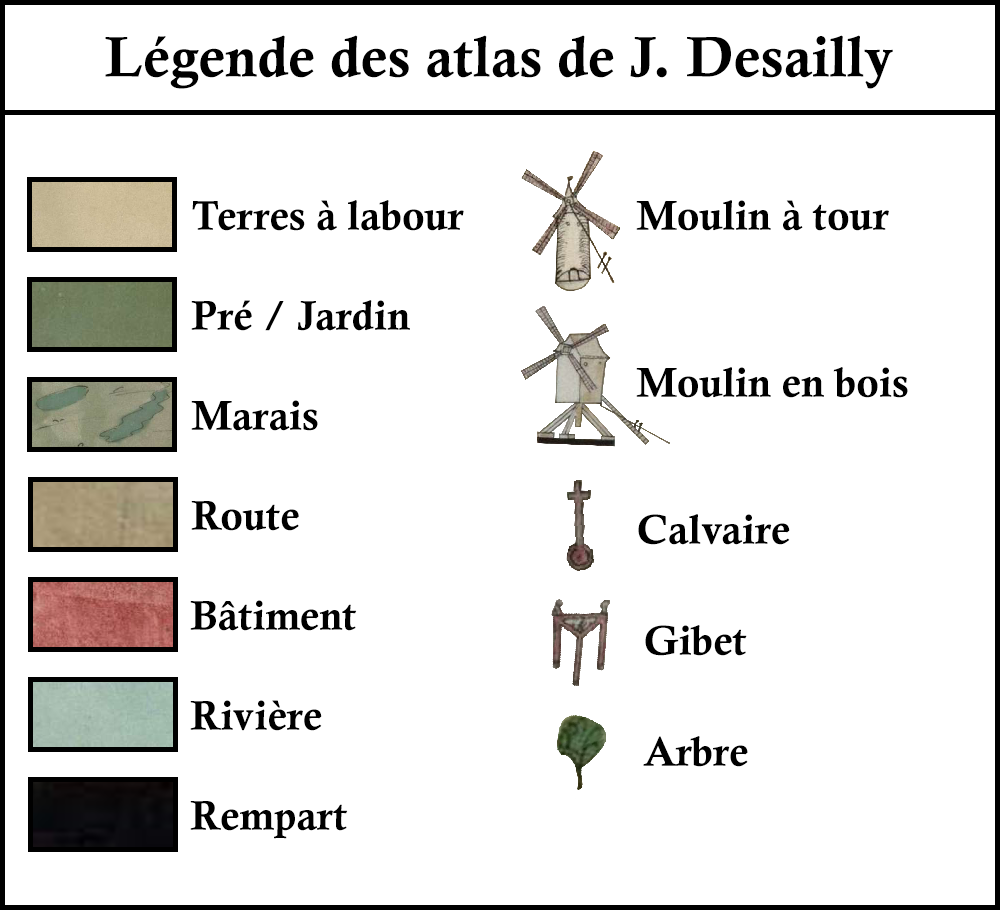 Légende des atlas de J. Desailly
Terres à labour
Pré / Jardin
Marais
Route
Bâtiment
Rivière
Rempart
Moulin à tour
Moulin en bois
Calvaire
Gibet
Arbre